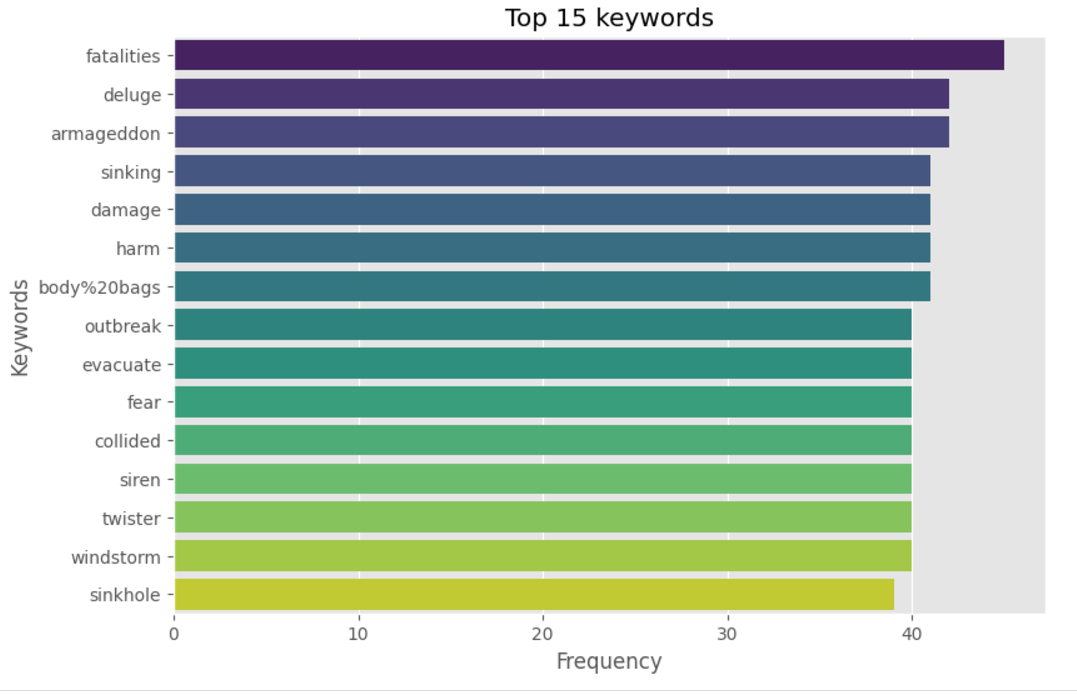 Top 15 keywords
Keywords
fatalities
deluge
armageddon
sinking
damage
harm
body%20bags
outbreak
evacuate
fear
collided
siren
twister
windstorm
sinkhole
0 10 20 30 40
Frequency